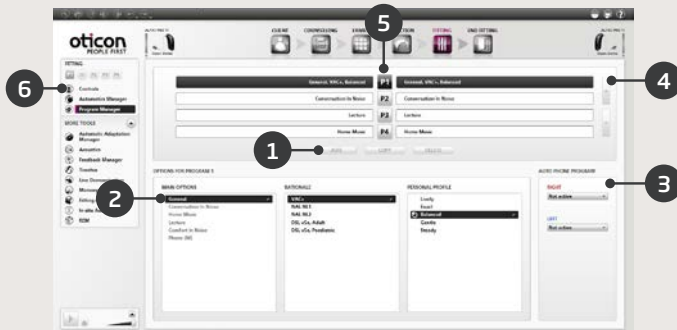 oticon
PEOPLE FIRST
CLIENT COUNSELING FITTING END FITTING
FITTING
Controls
Automatics Manager
Program Manager
MORE TOOLS
Automatic Adaptation
Manager
Acoustics
Feedback Manager
REM
5
6
4
1
2
3
General, VAC+, Balanced P1 General, VAC+, Balanced
Conversation in Noise P2 Conversation in Noise
Lecture P3 Lecture
Home Music P4 Home Music
ADD COPY DELETE
OPTIONS FOR PROGRAM 1
AUTO PHONE PROGRAM
MAIN OPTIONS RATIONALE PERSONAL PROFILE
General VAC+ Lively
Conversation in Noise NAL NL1 Exact
Home Music NAL NL2 Balanced
Lecture DSL v5a, Adult Gentle
Comfort in Noise DSL v5a, Paediatric Steady
Phone (M)
RIGHT
Not active
LEFT
Not active